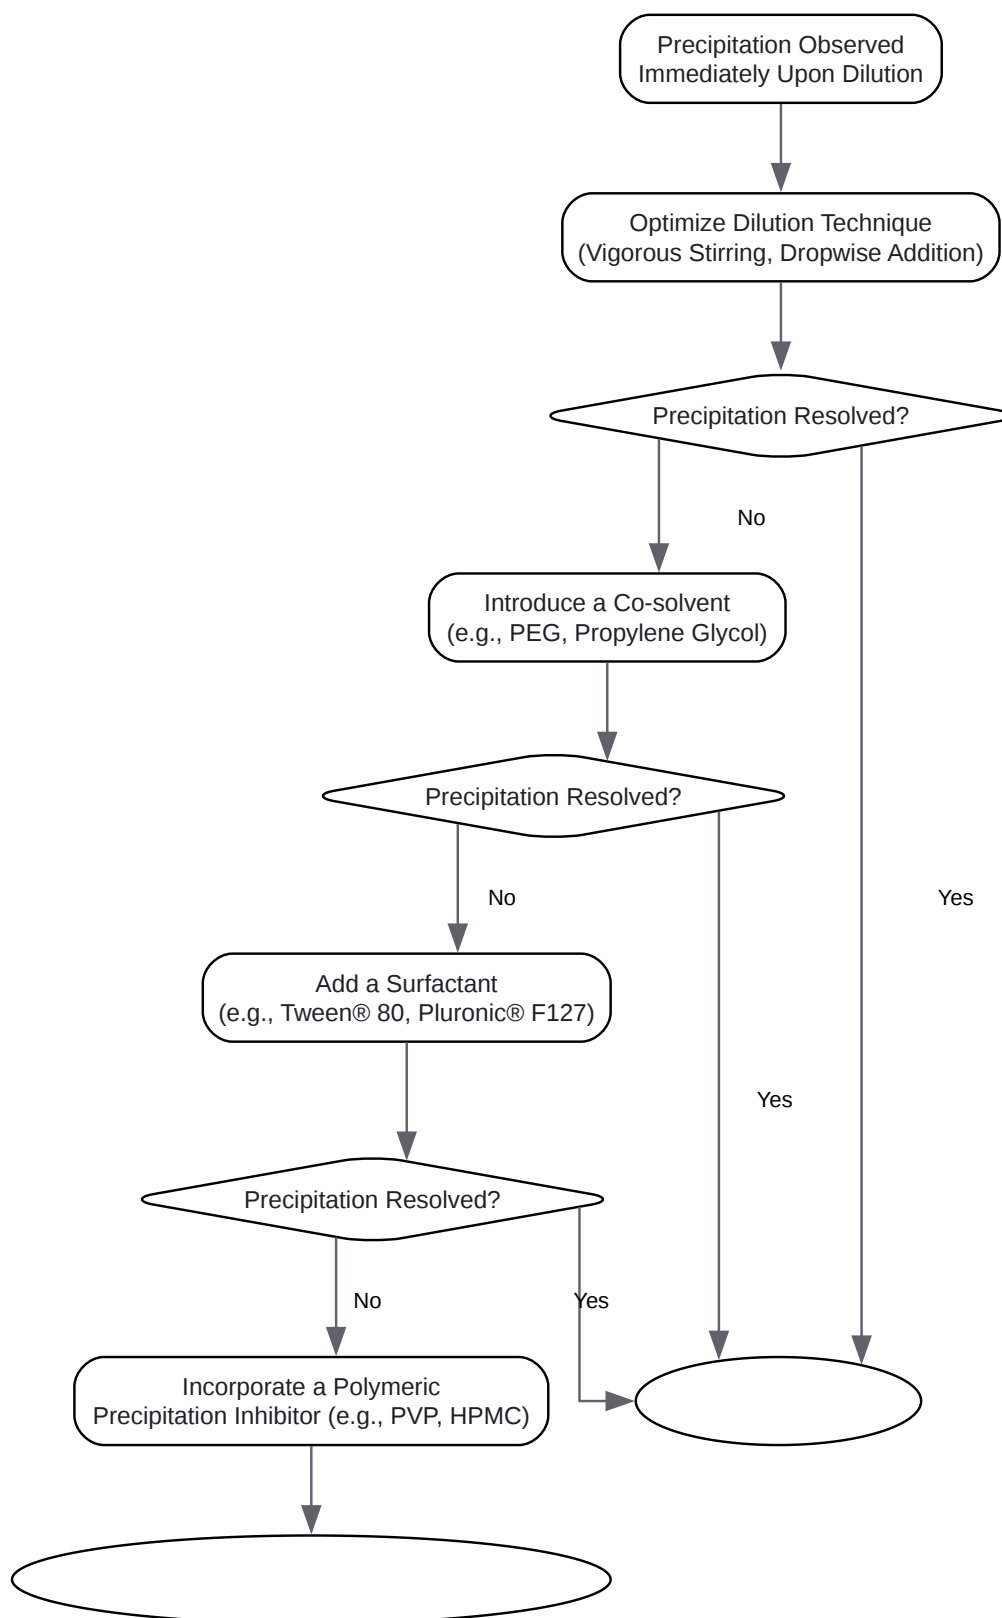 Precipitation Observed
Immediately Upon Dilution
Optimize Dilution Technique
(Vigorous Stirring, Dropwise Addition)
Precipitation Resolved?
No
Introduce a Co-solvent
(e.g., PEG, Propylene Glycol)
Precipitation Resolved?
No
Yes
Add a Surfactant
(e.g., Tween® 80, Pluronic® F127)
Yes
Precipitation Resolved?
No
Yes
Incorporate a Polymeric
Precipitation Inhibitor (e.g., PVP, HPMC)